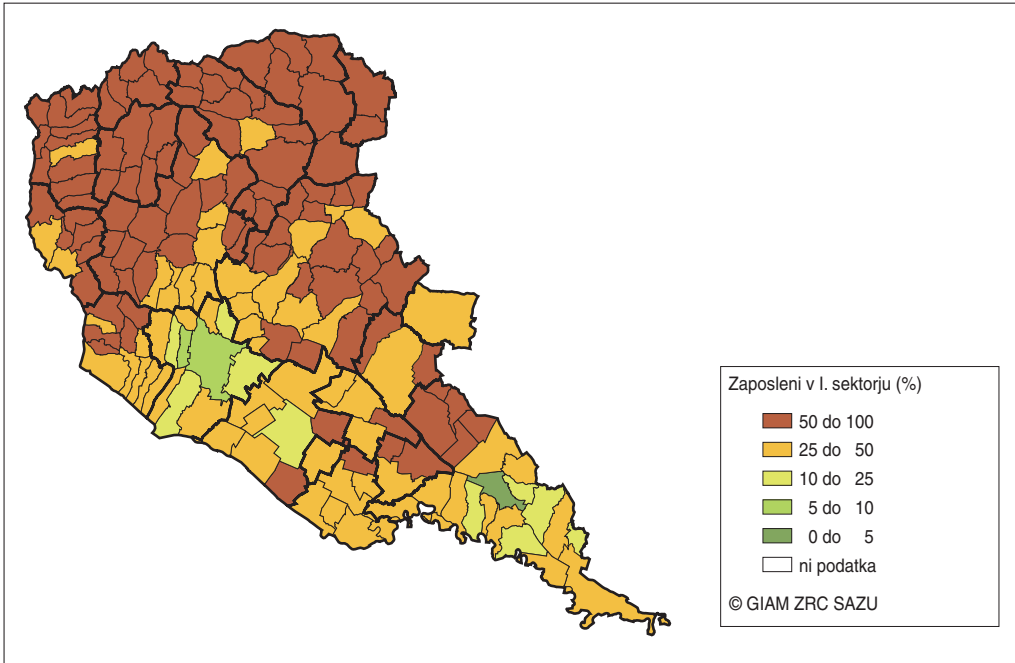 Zaposleni v I. sektorju (%)
50 do 100
25 do 50
10 do 25
5 do 10
0 do 5
ni podatka
© GIAM ZRC SAZU